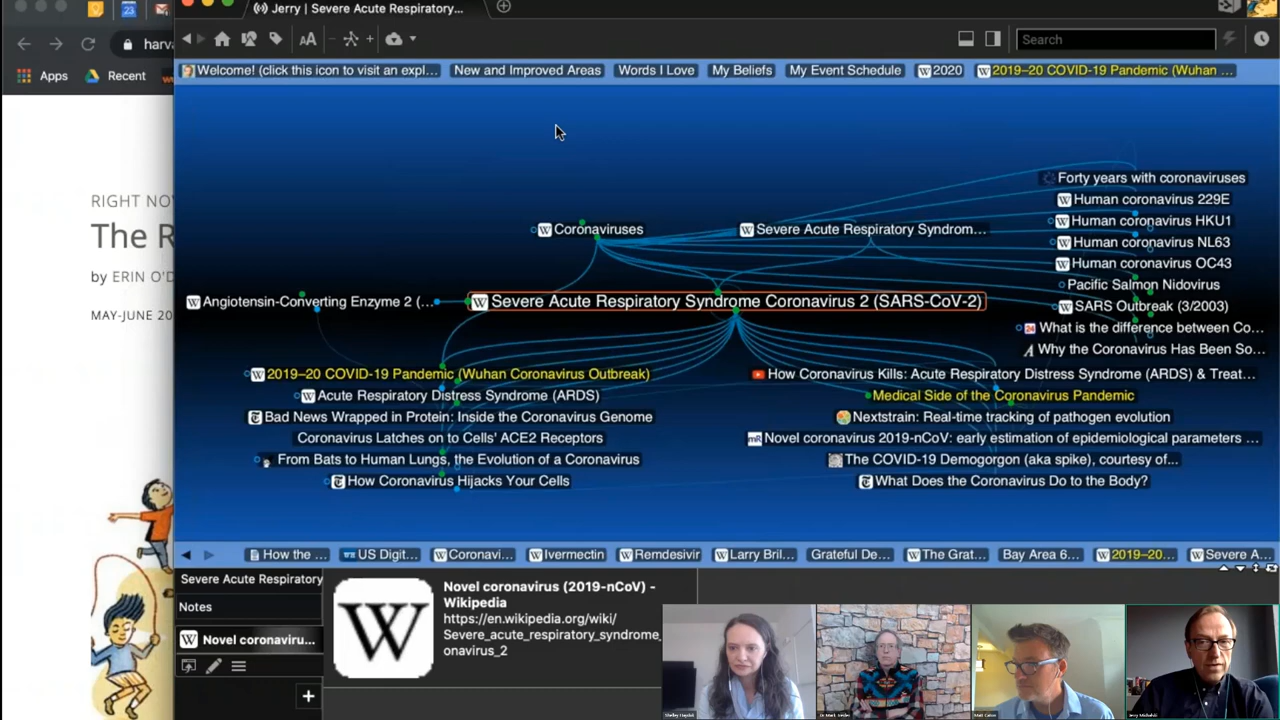 Jerry | Severe Acute Respiratory...
harv
Apps
Recent
AA
Search
Welcome! (click this icon to visit an expl...
New and Improved Areas
Words I Love
My Beliefs
My Event Schedule
2020
2019–20 COVID-19 Pandemic (Wuhan ...
RIGHT NO
The R
by ERIN O'D
MAY-JUNE 20
Forty years with coronaviruses
Human coronavirus 229E
Human coronavirus HKU1
Human coronavirus NL63
Human coronavirus OC43
Pacific Salmon Nidovirus
SARS Outbreak (3/2003)
What is the difference between Co...
Why the Coronavirus Has Been So...
Coronaviruses
Severe Acute Respiratory Syndrom...
Angiotensin-Converting Enzyme 2 (...
Severe Acute Respiratory Syndrome Coronavirus 2 (SARS-CoV-2)
2019–20 COVID-19 Pandemic (Wuhan Coronavirus Outbreak)
Acute Respiratory Distress Syndrome (ARDS)
Bad News Wrapped in Protein: Inside the Coronavirus Genome
Coronavirus Latches on to Cells' ACE2 Receptors
From Bats to Human Lungs, the Evolution of a Coronavirus
How Coronavirus Hijacks Your Cells
How Coronavirus Kills: Acute Respiratory Distress Syndrome (ARDS) & Treat...
Medical Side of the Coronavirus Pandemic
Nextstrain: Real-time tracking of pathogen evolution
Novel coronavirus 2019-nCoV: early estimation of epidemiological parameters ...
The COVID-19 Demogorgon (aka spike), courtesy of...
What Does the Coronavirus Do to the Body?
How the ...
US Digit...
Coronavi...
Ivermectin
Remdesivir
Larry Bril...
Grateful De...
The Grat...
Bay Area 6...
2019–20...
Severe A...
Severe Acute Respiratory
Notes
Novel coronaviru...
Novel coronavirus (2019-nCoV) -
Wikipedia
https://en.wikipedia.org/wiki/
Severe_acute_respiratory_syndrome_
onavirus_2